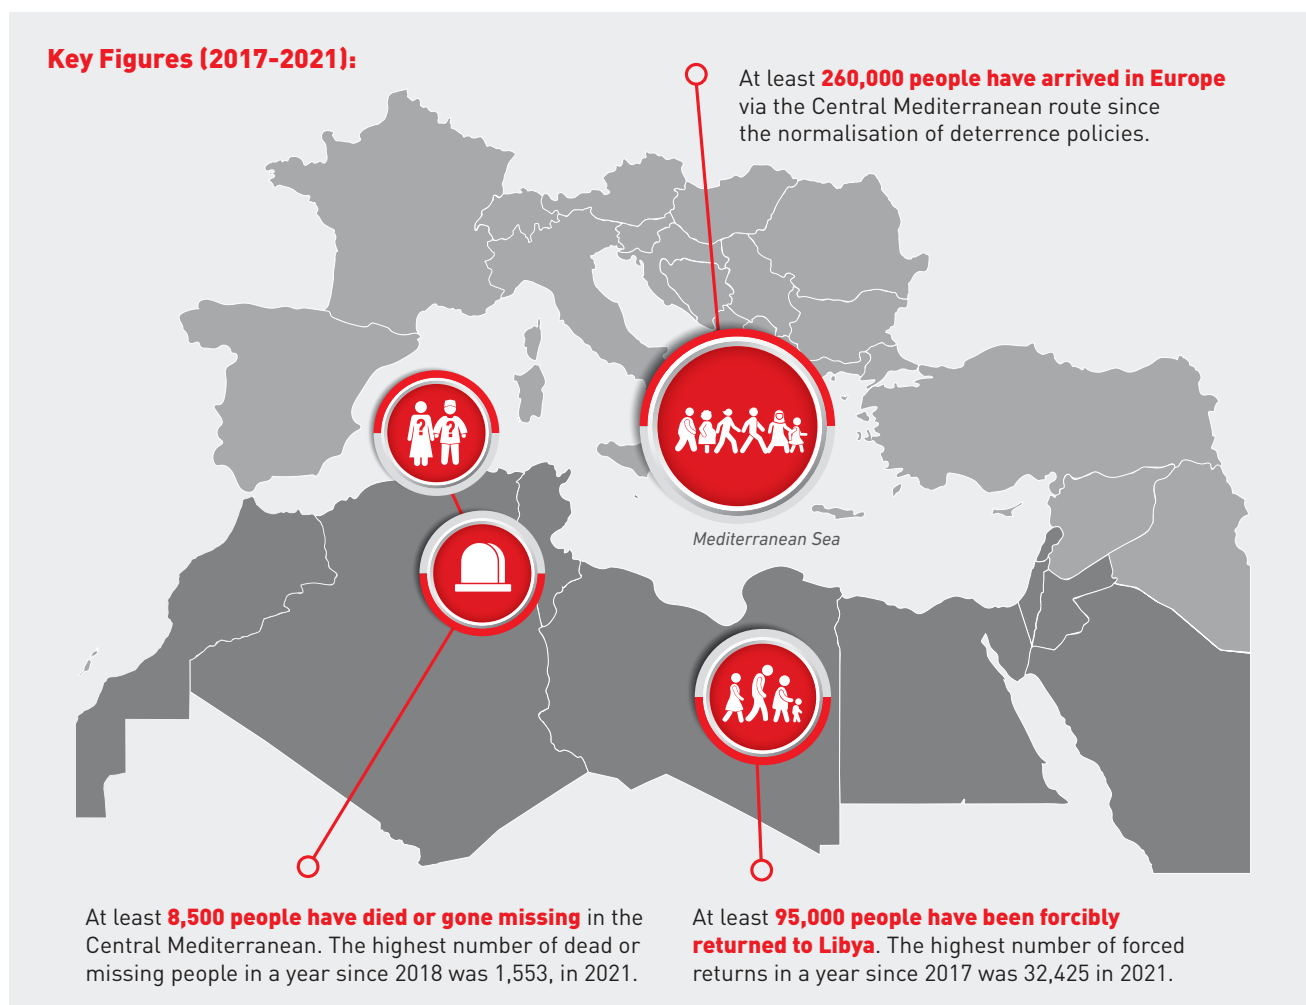 Key Figures (2017-2021):
At least 260,000 people have arrived in Europe
via the Central Mediterranean route since
the normalisation of deterrence policies.
? ?
Mediterranean Sea
At least 8,500 people have died or gone missing in the
Central Mediterranean. The highest number of dead or
missing people in a year since 2018 was 1,553, in 2021.
At least 95,000 people have been forcibly
returned to Libya. The highest number of forced
returns in a year since 2017 was 32,425 in 2021.